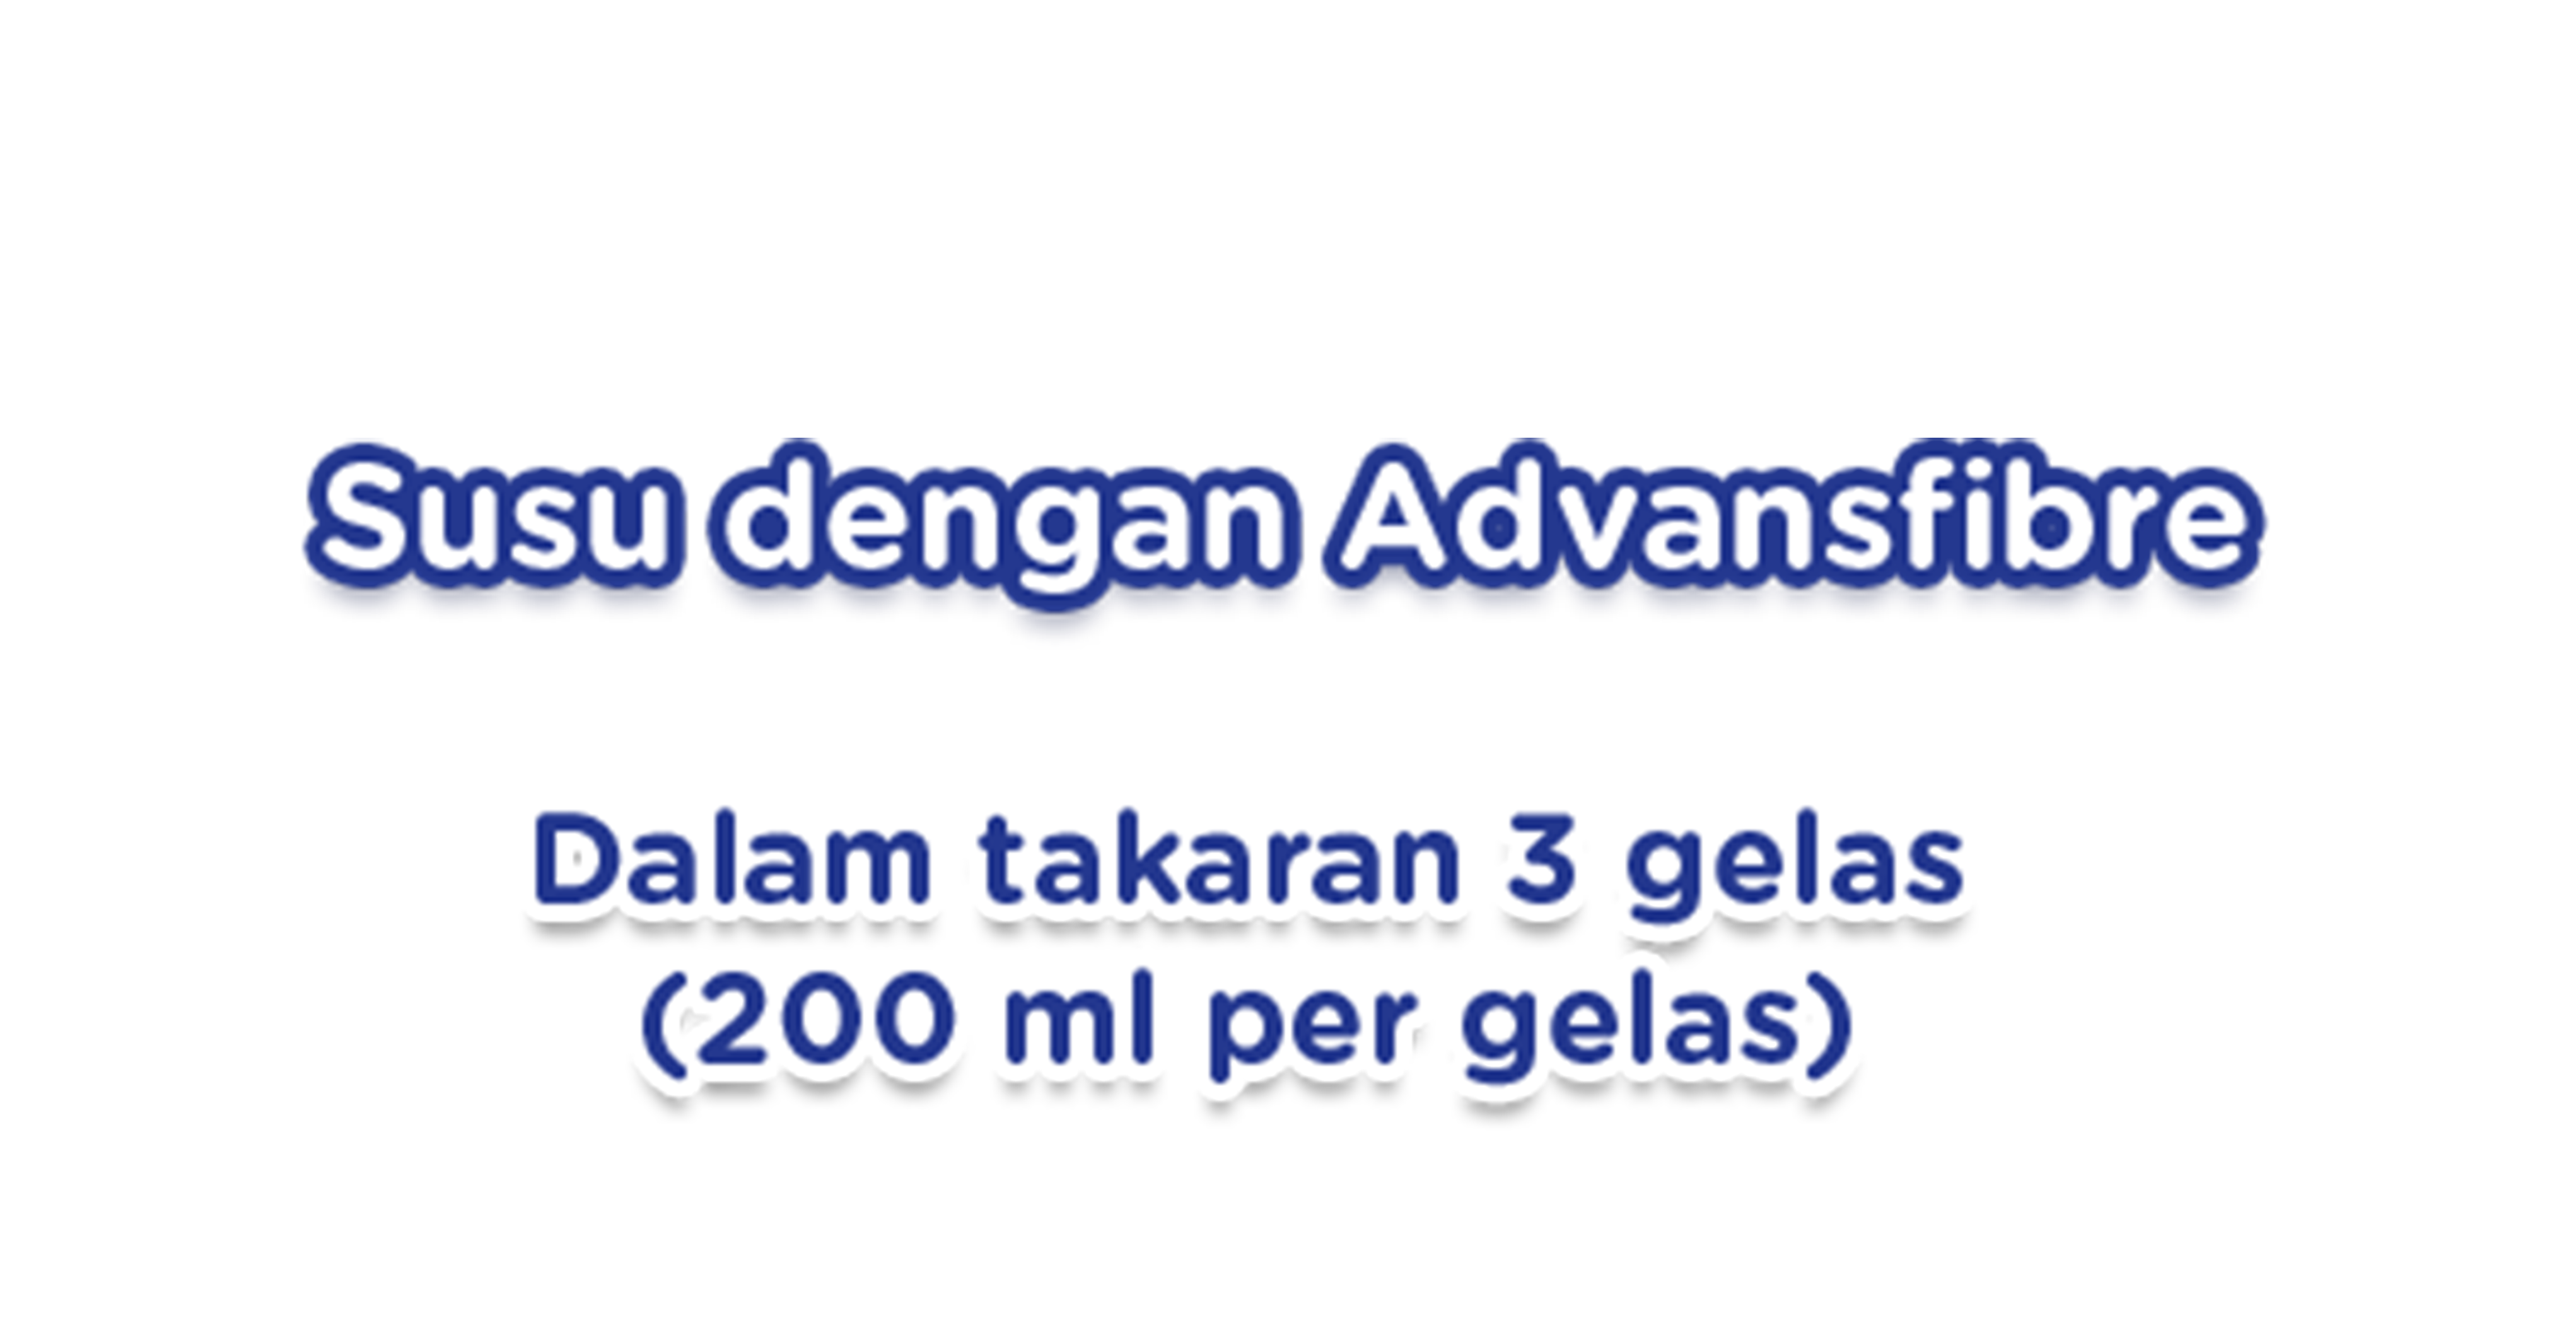 Susu dengan Advansfibre
Dalam takaran 3 gelas
(200 ml per gelas)